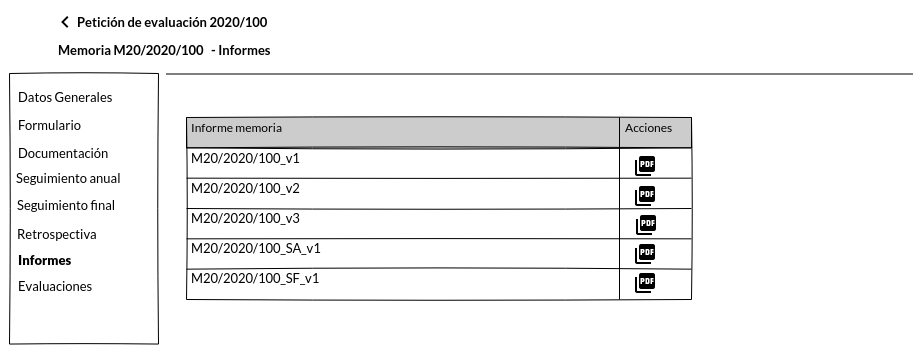 Petición de evaluación 2020/100
Memoria M20/2020/100 - Informes
Datos Generales
Formulario
Documentación
Seguimiento anual
Seguimiento final
Retrospectiva
Informes
Evaluaciones
Informe memoria Acciones
M20/2020/100_v1 PDF
M20/2020/100_v2 PDF
M20/2020/100_v3 PDF
M20/2020/100_SA_v1 PDF
M20/2020/100_SF_v1 PDF